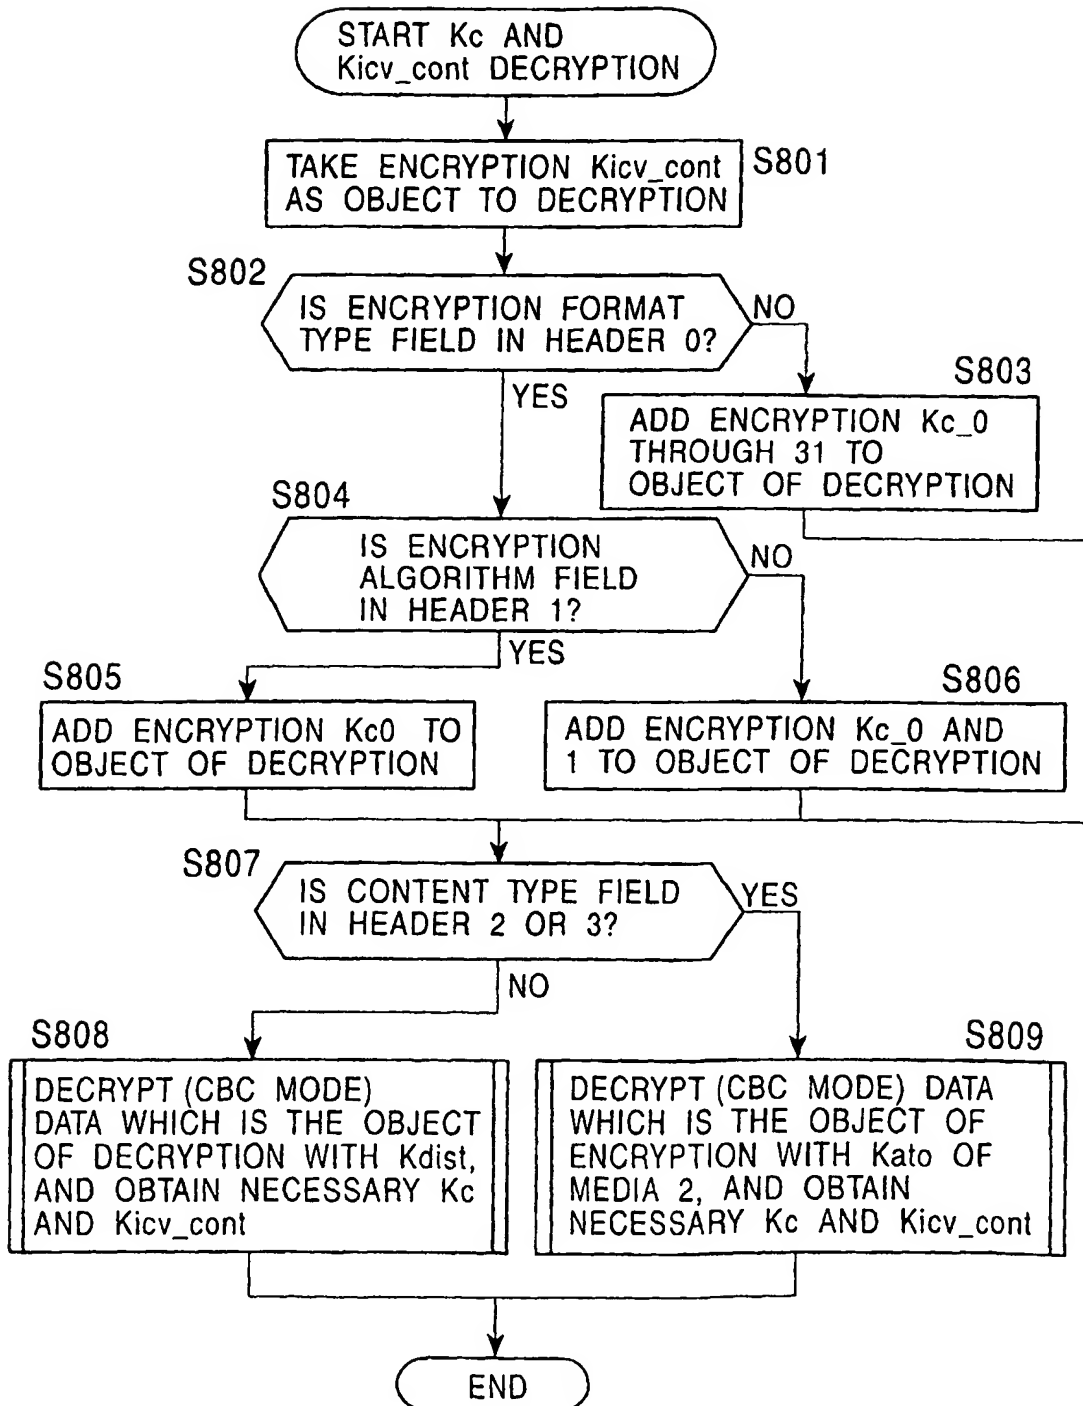 START Kc AND
Kicv_cont DECRYPTION
TAKE ENCRYPTION Kicv_cont
AS OBJECT TO DECRYPTION
S801
S802
IS ENCRYPTION FORMAT
TYPE FIELD IN HEADER 0?
NO
YES
S803
ADD ENCRYPTION Kc_0
THROUGH 31 TO
OBJECT OF DECRYPTION
S804
IS ENCRYPTION
ALGORITHM FIELD
IN HEADER 1?
NO
YES
S805
ADD ENCRYPTION Kc0 TO
OBJECT OF DECRYPTION
S806
ADD ENCRYPTION Kc_0 AND
1 TO OBJECT OF DECRYPTION
S807
IS CONTENT TYPE FIELD
IN HEADER 2 OR 3?
YES
NO
S808
DECRYPT (CBC MODE)
DATA WHICH IS THE OBJECT
OF DECRYPTION WITH Kdist,
AND OBTAIN NECESSARY Kc
AND Kicv_cont
S809
DECRYPT (CBC MODE) DATA
WHICH IS THE OBJECT OF
ENCRYPTION WITH Kato OF
MEDIA 2, AND OBTAIN
NECESSARY Kc AND Kicv_cont
END